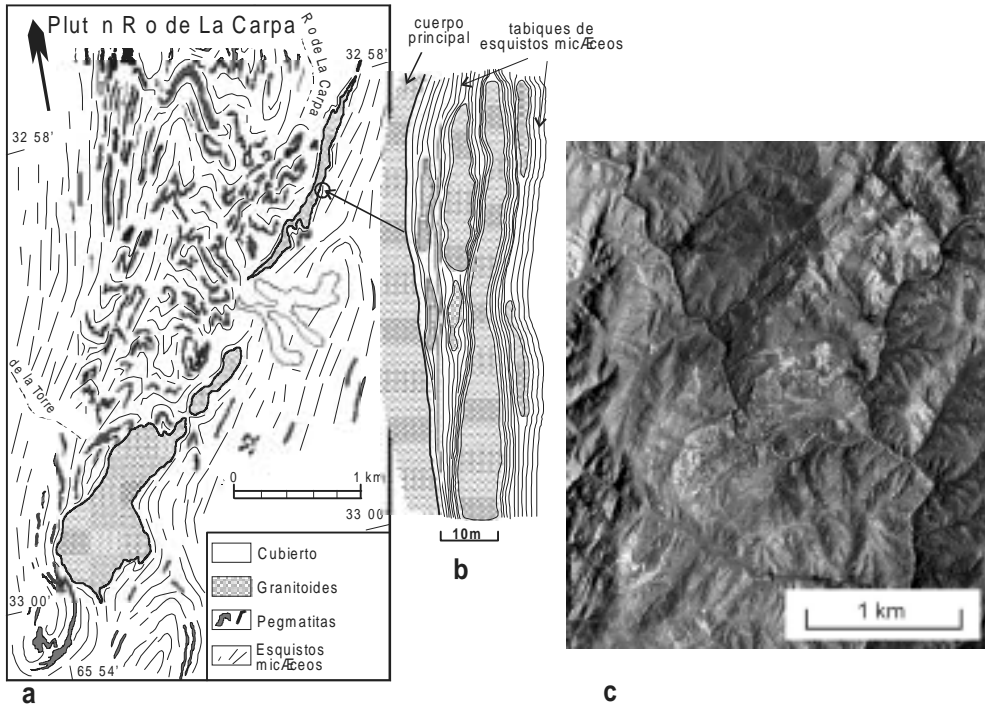 Plut n R o de La Carpa
R o de La Carpa
32 58'
32 58'
de la Torre
0 1 km
33 00'
33 00'
65 54'
Cubierto
Granitoides
Pegmatitas
Esquistos
micÆceos
a
cuerpo
principal
tabiques de
esquistos micÆceos
10m
b
1 km
c